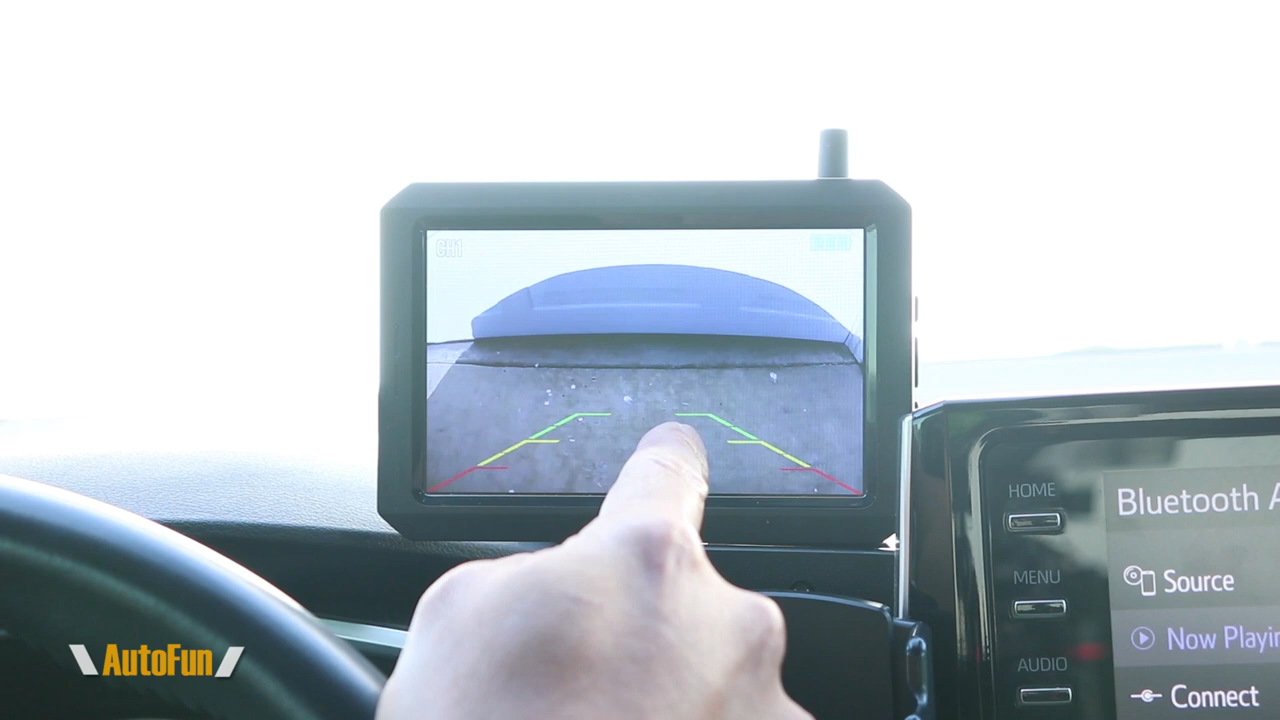 CH1
HOME
Bluetooth A
MENU
Source
Now Playin
AUDIO
Connect
AutoFun